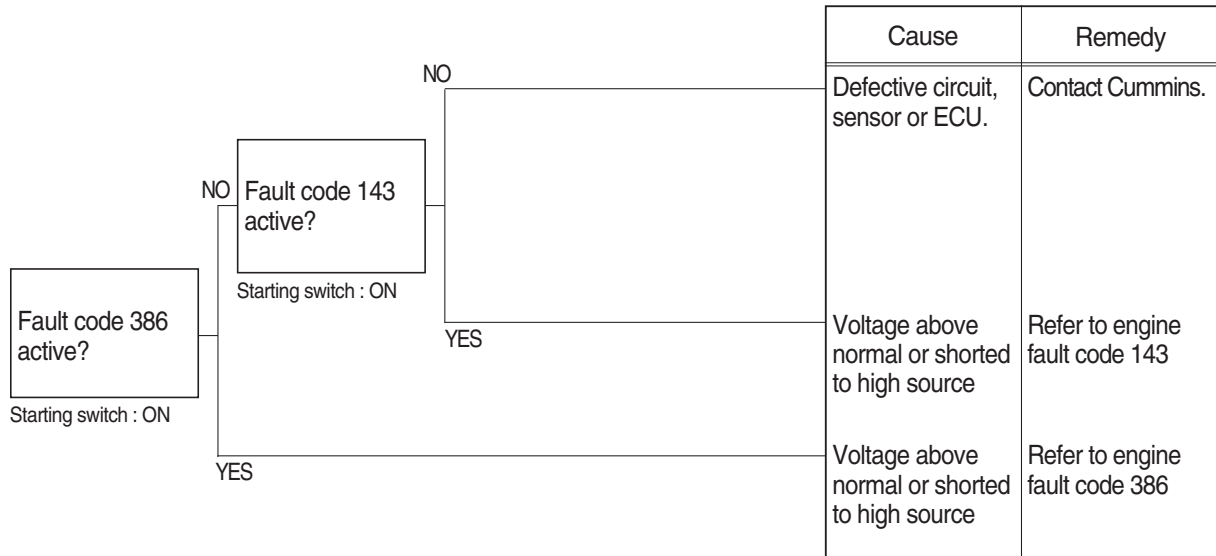 Cause
Remedy
NO
Defective circuit,
sensor or ECU.
Contact Cummins.
NO
Fault code 143
active?
Starting switch : ON
Fault code 386
active?
Starting switch : ON
YES
Voltage above
normal or shorted
to high source
Refer to engine
fault code 143
YES
Voltage above
normal or shorted
to high source
Refer to engine
fault code 386